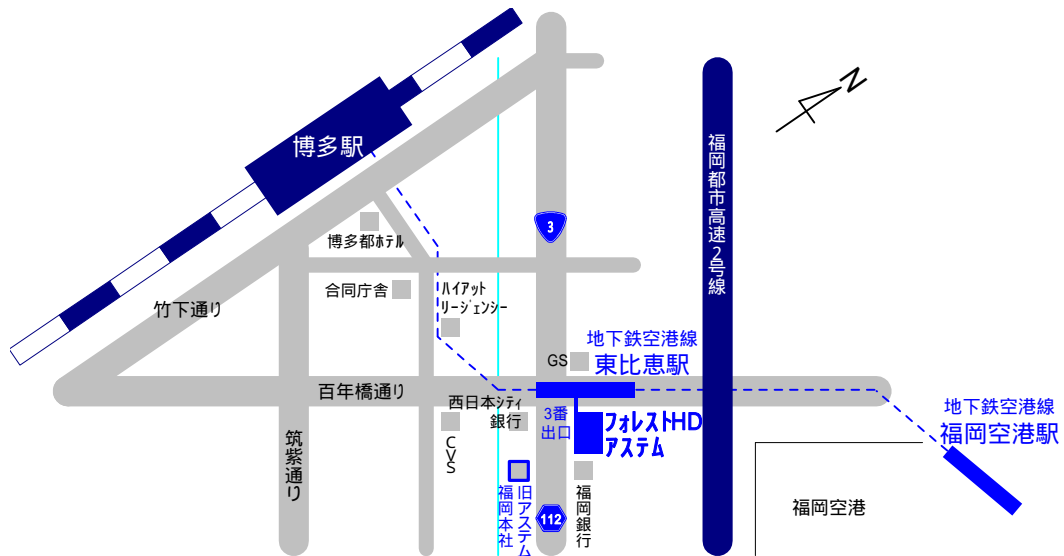 N
博多駅
福岡都市高速2号線
3
博多都ホテル
合同庁舎
ハイアット
リージェンシー
竹下通り
地下鉄空港線
東比恵駅
GS
百年橋通り
西日本シティ
銀行
3番
出口
フォレストHD
アステム
地下鉄空港線
福岡空港駅
CVS
筑紫通り
旧アステム
福岡本社
福岡銀行
112
福岡空港